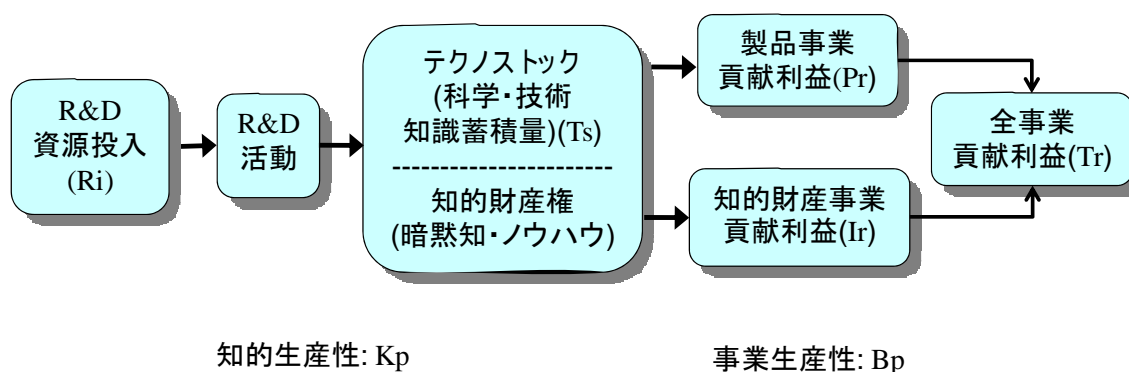 R&D
資源投入
(Ri)
R&D
活動
テクノストック
(科学・技術
知識蓄積量)(Ts)
-----------------------
知的財産権
(暗黙知・ノウハウ)
製品事業
貢献利益(Pr)
知的財産事業
貢献利益(Ir)
全事業
貢献利益(Tr)
知的生産性: Kp
事業生産性: Bp